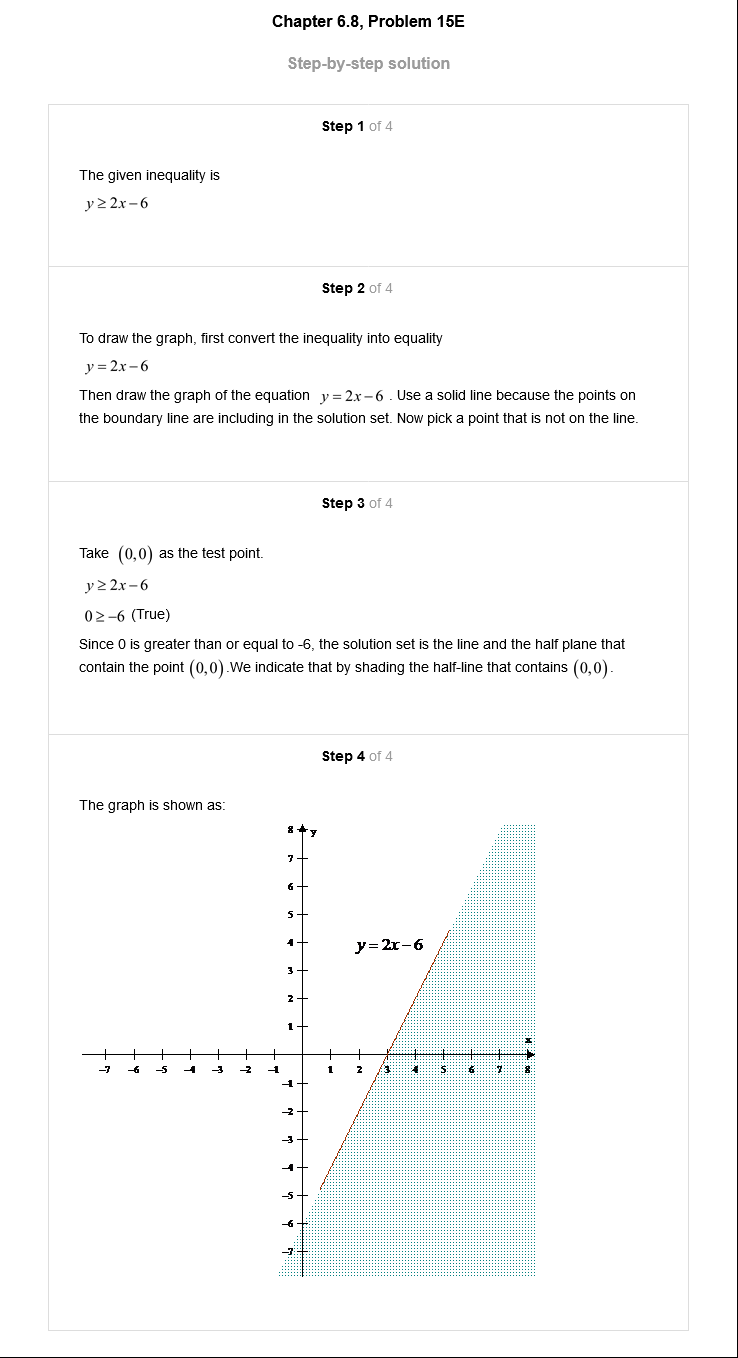 Chapter 6.8, Problem 15E
Step-by-step solution
Step 1 of 4
The given inequality is
y ≥ 2x − 6
Step 2 of 4
To draw the graph, first convert the inequality into equality
y = 2x − 6
Then draw the graph of the equation y = 2x − 6 . Use a solid line because the points on
the boundary line are including in the solution set. Now pick a point that is not on the line.
Step 3 of 4
Take (0,0) as the test point.
y ≥ 2x − 6
0 ≥ −6 (True)
Since 0 is greater than or equal to -6, the solution set is the line and the half plane that
contain the point (0,0).We indicate that by shading the half-line that contains (0,0).
Step 4 of 4
The graph is shown as:
8 y
7
6
5
y=2x−6
4
3
2
1
x
−7 −6 −5 −4 −3 −2 −1 1 2 3 4 5 6 7 8
−1
−2
−3
−4
−5
−6
−7